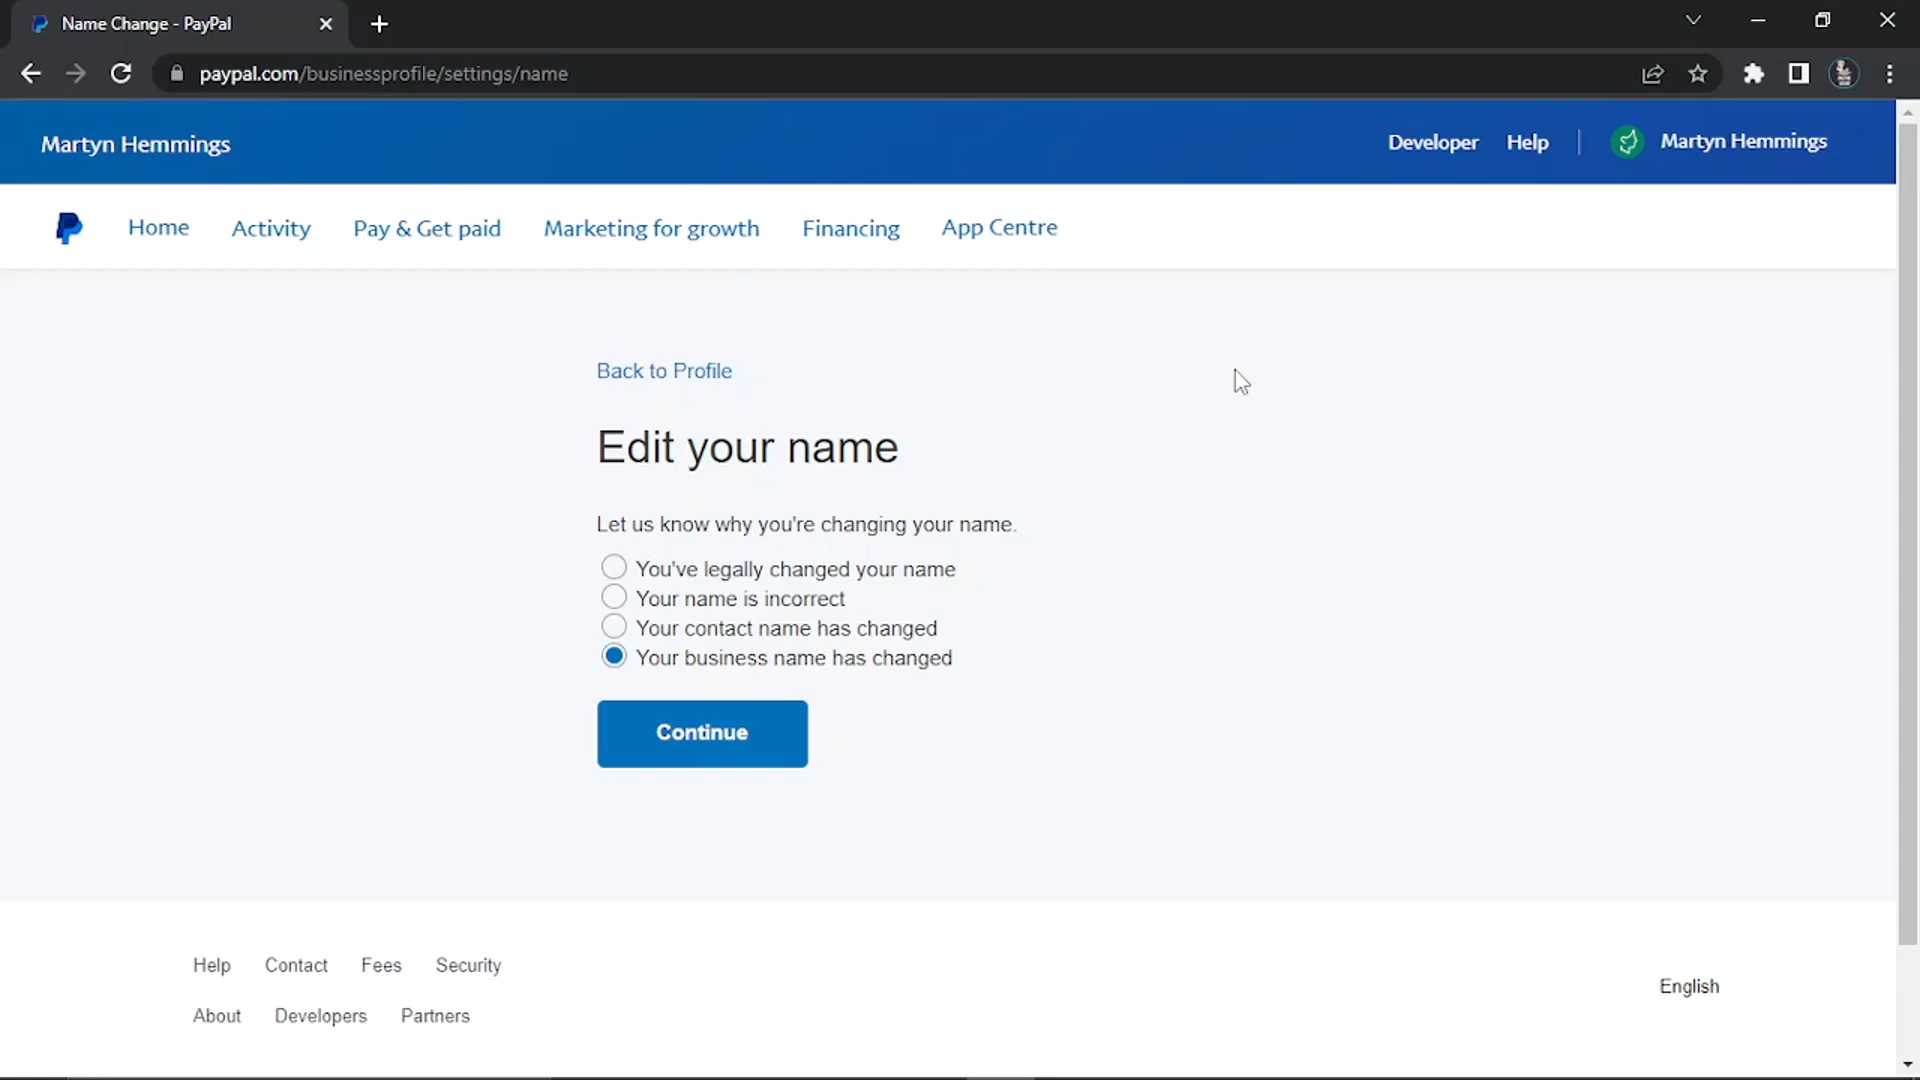 Name Change - PayPal
paypal.com/businessprofile/settings/name
Martyn Hemmings
Developer Help Martyn Hemmings
Home Activity Pay & Get paid Marketing for growth Financing App Centre
Back to Profile
Edit your name
Let us know why you're changing your name.
You've legally changed your name
Your name is incorrect
Your contact name has changed
Your business name has changed
Continue
Help Contact Fees Security
English
About Developers Partners